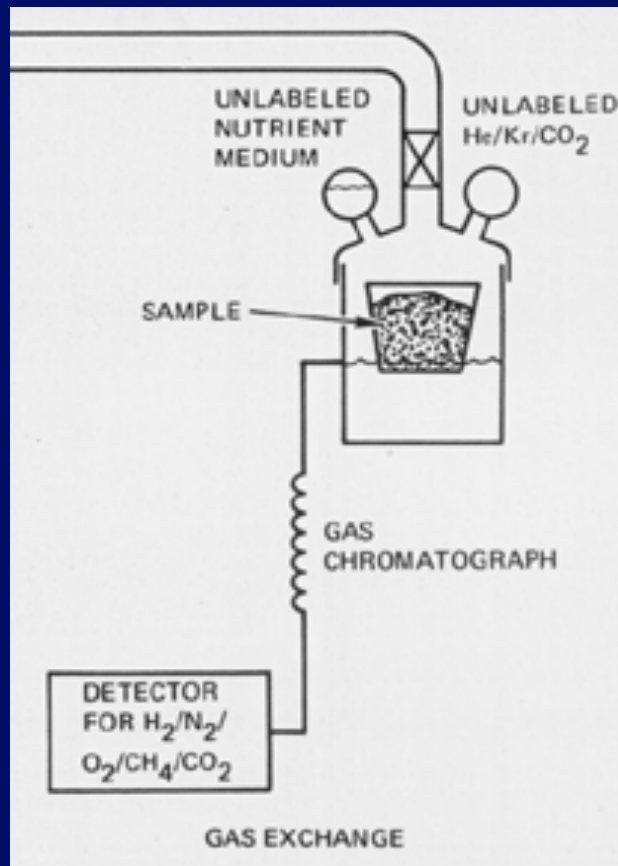 UNLABELED
NUTRIENT
MEDIUM
UNLABELED
He/Kr/CO₂
SAMPLE
GAS
CHROMATOGRAPH
DETECTOR
FOR H₂/N₂/
O₂/CH₄/CO₂
GAS EXCHANGE